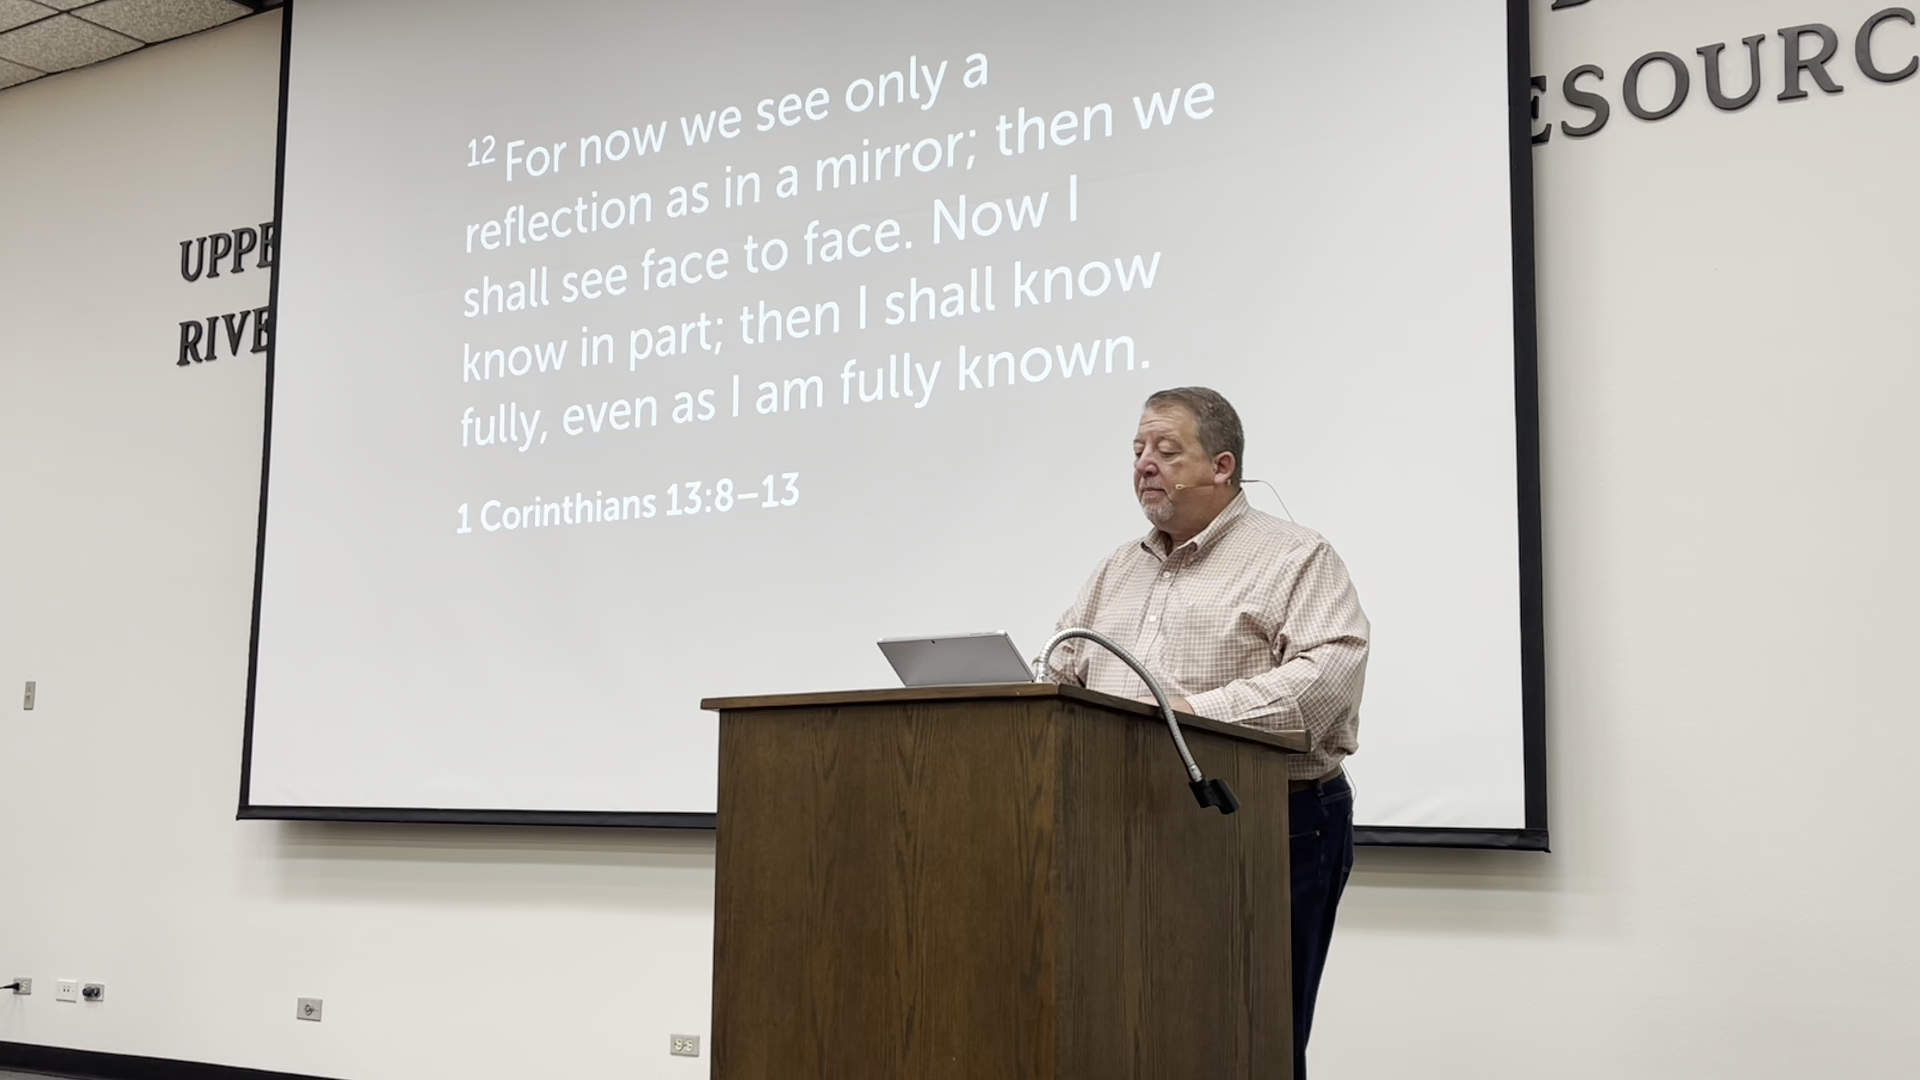 12 For now we see only a
reflection as in a mirror; then we
shall see face to face. Now I
know in part; then I shall know
fully, even as I am fully known.
1 Corinthians 13:8–13
UPPE
RIVE
ESOURC